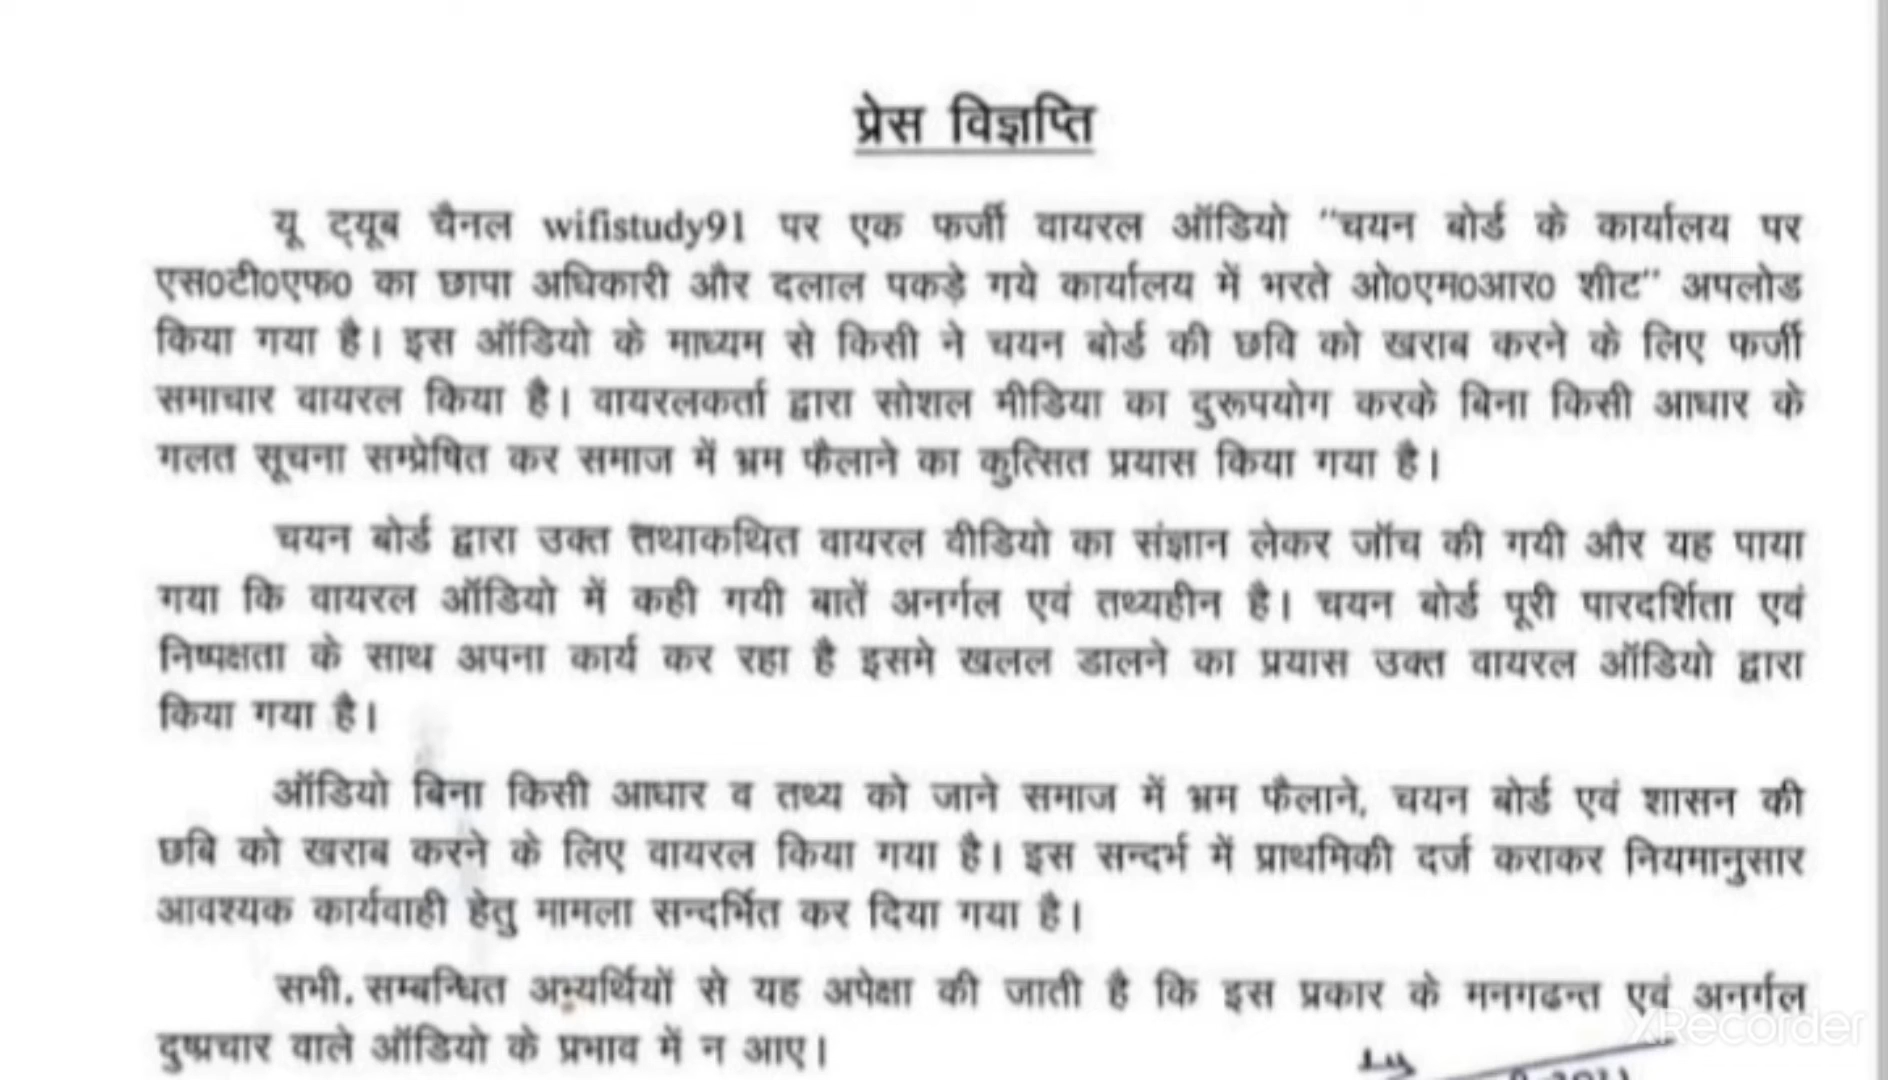 प्रेस विज्ञप्ति
यू ट्यूब चैनल wifistudy91 पर एक फर्जी वायरल ऑडियो "चयन बोर्ड के कार्यालय पर
एस०टी०एफ० का छापा अधिकारी और दलाल पकड़े गये कार्यालय में भरते ओ०एम०आर० शीट" अपलोड
किया गया है। इस ऑडियो के माध्यम से किसी ने चयन बोर्ड की छवि को खराब करने के लिए फर्जी
समाचार वायरल किया है। वायरलकर्ता द्वारा सोशल मीडिया का दुरूपयोग करके बिना किसी आधार के
गलत सूचना सम्प्रेषित कर समाज में भ्रम फैलाने का कुत्सित प्रयास किया गया है।
चयन बोर्ड द्वारा उक्त तथाकथित वायरल वीडियो का संज्ञान लेकर जॉच की गयी और यह पाया
गया कि वायरल ऑडियो में कही गयी बातें अनर्गल एवं तथ्यहीन है। चयन बोर्ड पूरी पारदर्शिता एवं
निष्पक्षता के साथ अपना कार्य कर रहा है इसमे खलल डालने का प्रयास उक्त वायरल ऑडियो द्वारा
किया गया है।
ऑडियो बिना किसी आधार व तथ्य को जाने समाज में भ्रम फैलाने, चयन बोर्ड एवं शासन की
छबि को खराब करने के लिए वायरल किया गया है। इस सन्दर्भ में प्राथमिकी दर्ज कराकर नियमानुसार
आवश्यक कार्यवाही हेतु मामला सन्दर्भित कर दिया गया है।
सभी, सम्बन्धित अभ्यर्थियों से यह अपेक्षा की जाती है कि इस प्रकार के मनगढन्त एवं अनर्गल
दुष्प्रचार वाले ऑडियो के प्रभाव में न आए।
XRecorder